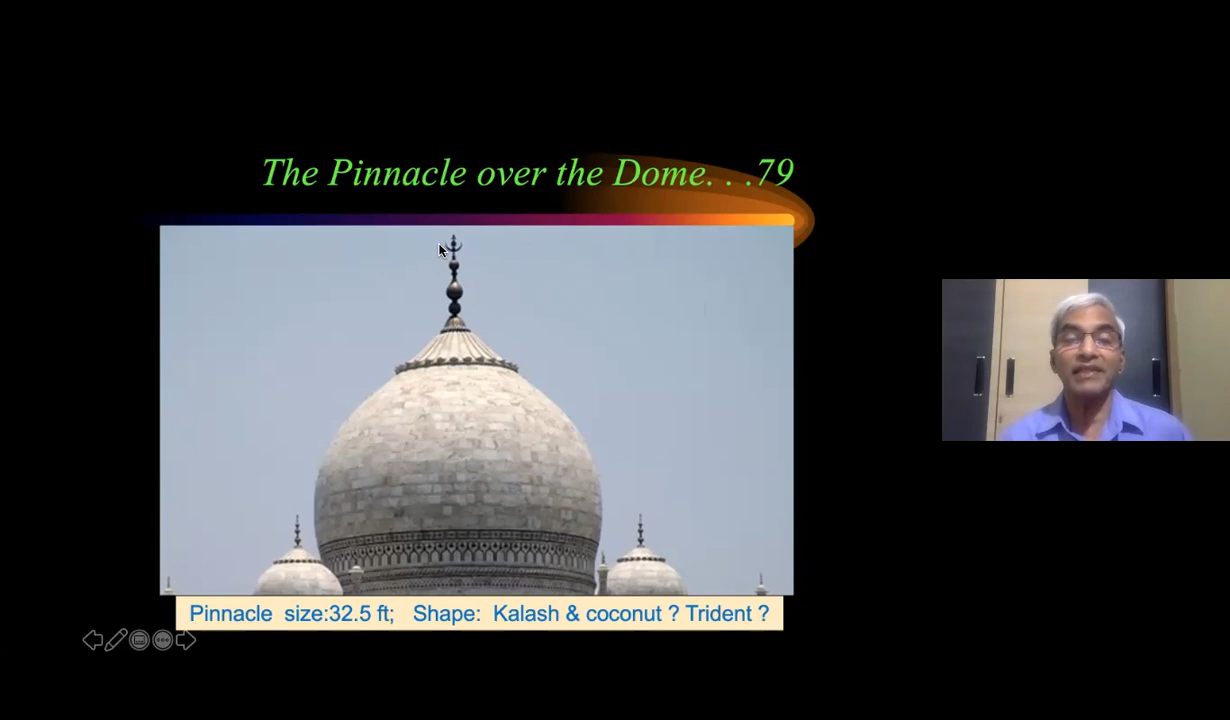 The Pinnacle over the Dome. . .79
Pinnacle size:32.5 ft; Shape: Kalash & coconut ? Trident ?